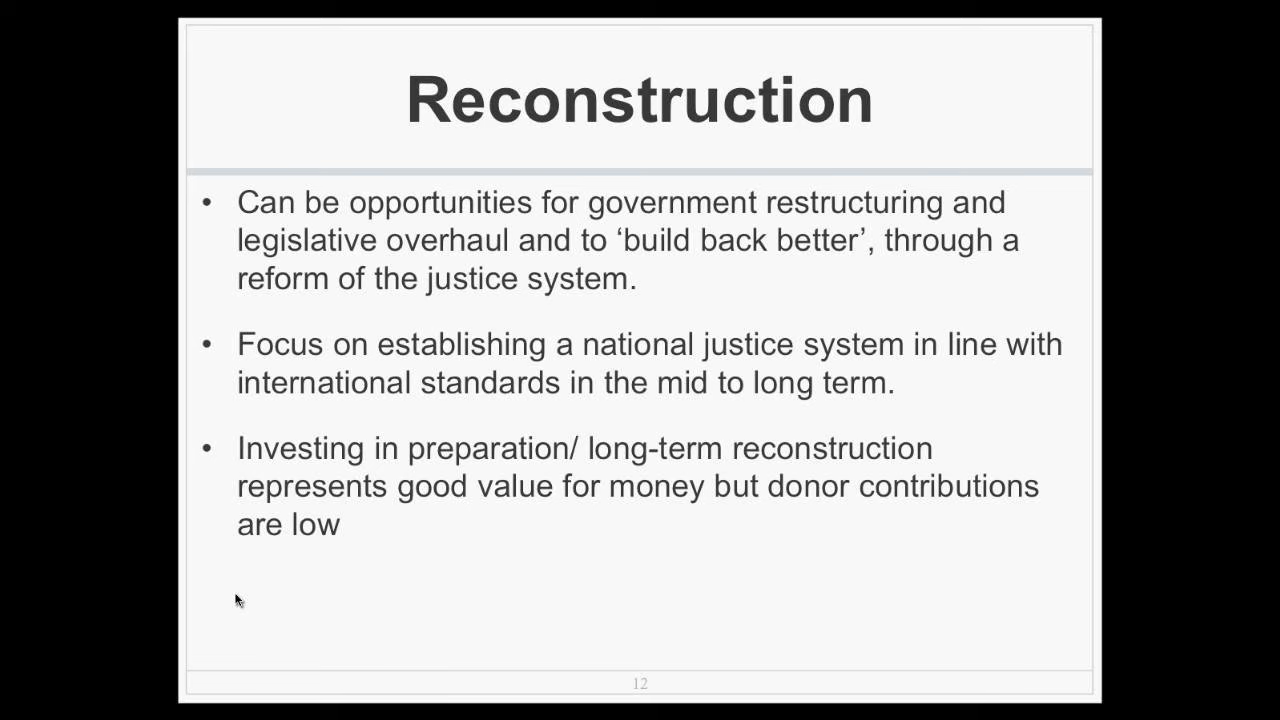 Reconstruction
• Can be opportunities for government restructuring and
legislative overhaul and to ‘build back better’, through a
reform of the justice system.
• Focus on establishing a national justice system in line with
international standards in the mid to long term.
• Investing in preparation/ long-term reconstruction
represents good value for money but donor contributions
are low
12